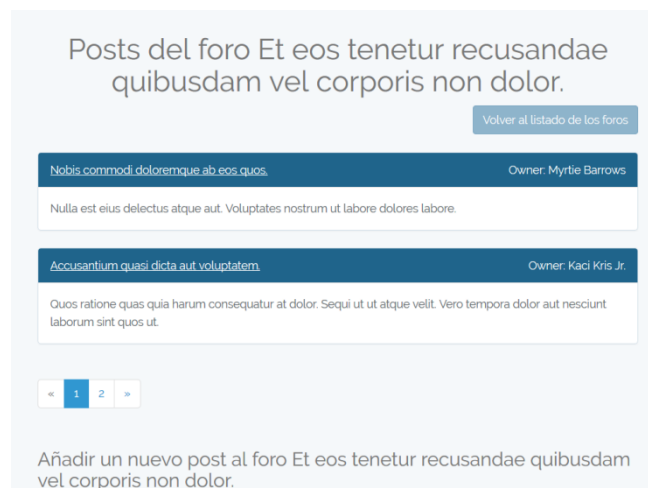 Posts del foro Et eos tenetur recusandae
quibusdam vel corporis non dolor.
Volver al listado de los foros
Nobis commodi doloremque ab eos quos. Owner: Myrtie Barrows
Nulla est eius delectus atque aut. Voluptates nostrum ut labore dolores labore.
Accusantium quasi dicta aut voluptatem. Owner: Kaci Kris Jr.
Quos ratione quas quia harum consequatur at dolor. Sequi ut ut atque velit. Vero tempora dolor aut nesciunt
laborum sint quos ut.
« 1 2 »
Añadir un nuevo post al foro Et eos tenetur recusandae quibusdam
vel corporis non dolor.